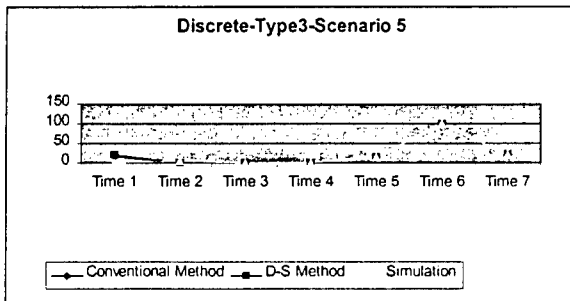 Discrete-Type3-Scenario 5
150
100
50
0
Time 1 Time 2 Time 3 Time 4 Time 5 Time 6 Time 7
Conventional Method D-S Method Simulation